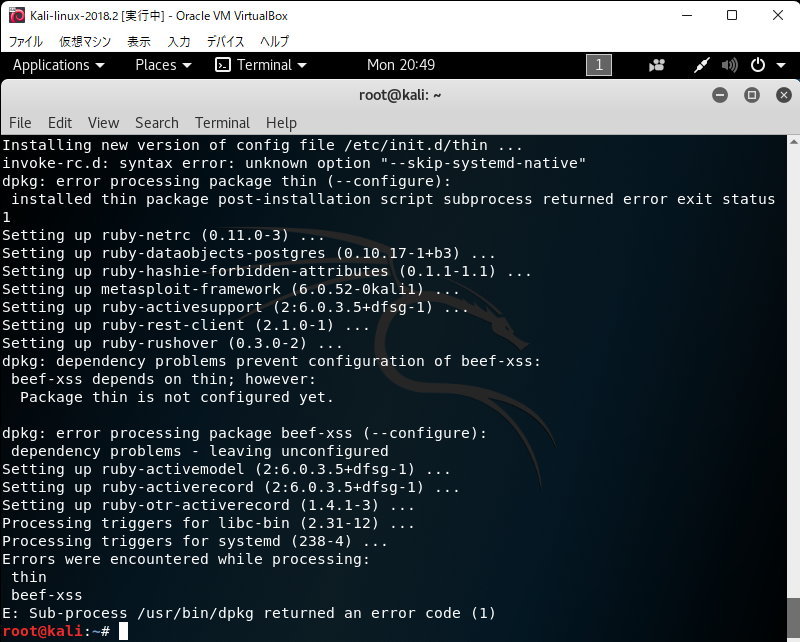 Kali-linux-2018.2 [実行中] - Oracle VM VirtualBox
ファイル 仮想マシン 表示 入力 デバイス ヘルプ
Applications Places Terminal Mon 20:49 1
root@kali: ~
File Edit View Search Terminal Help
Installing new version of config file /etc/init.d/thin ...
invoke-rc.d: syntax error: unknown option "--skip-systemd-native"
dpkg: error processing package thin (--configure):
 installed thin package post-installation script subprocess returned error exit status
1
Setting up ruby-netrc (0.11.0-3) ...
Setting up ruby-dataobjects-postgres (0.10.17-1+b3) ...
Setting up ruby-hashie-forbidden-attributes (0.1.1-1.1) ...
Setting up metasploit-framework (6.0.52-0kali1) ...
Setting up ruby-activesupport (2:6.0.3.5+dfsg-1) ...
Setting up ruby-rest-client (2.1.0-1) ...
Setting up ruby-rushover (0.3.0-2) ...
dpkg: dependency problems prevent configuration of beef-xss:
 beef-xss depends on thin; however:
  Package thin is not configured yet.

dpkg: error processing package beef-xss (--configure):
 dependency problems - leaving unconfigured
Setting up ruby-activemodel (2:6.0.3.5+dfsg-1) ...
Setting up ruby-activerecord (2:6.0.3.5+dfsg-1) ...
Setting up ruby-otr-activerecord (1.4.1-3) ...
Processing triggers for libc-bin (2.31-12) ...
Processing triggers for systemd (238-4) ...
Errors were encountered while processing:
 thin
 beef-xss
E: Sub-process /usr/bin/dpkg returned an error code (1)
root@kali:~#